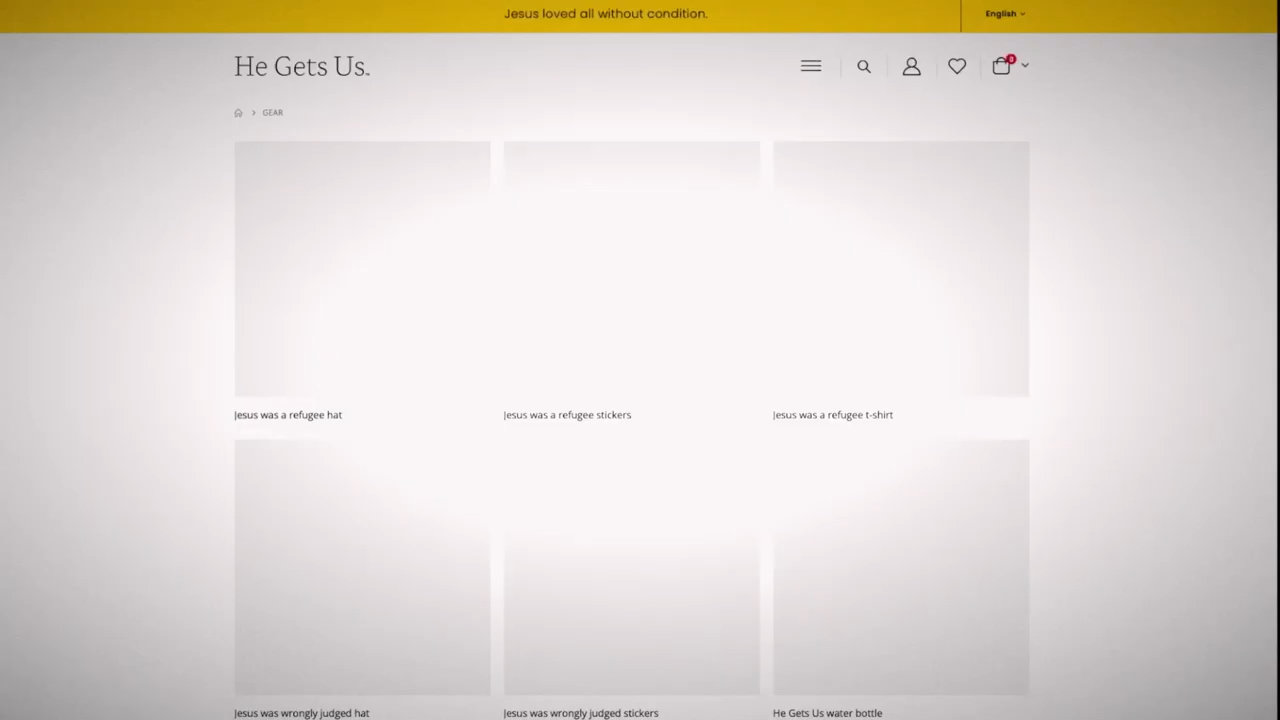 Jesus loved all without condition.
English
He Gets Us.
0
GEAR
Jesus was a refugee hat
Jesus was a refugee stickers
Jesus was a refugee t-shirt
Jesus was wrongly judged hat
Jesus was wrongly judged stickers
He Gets Us water bottle